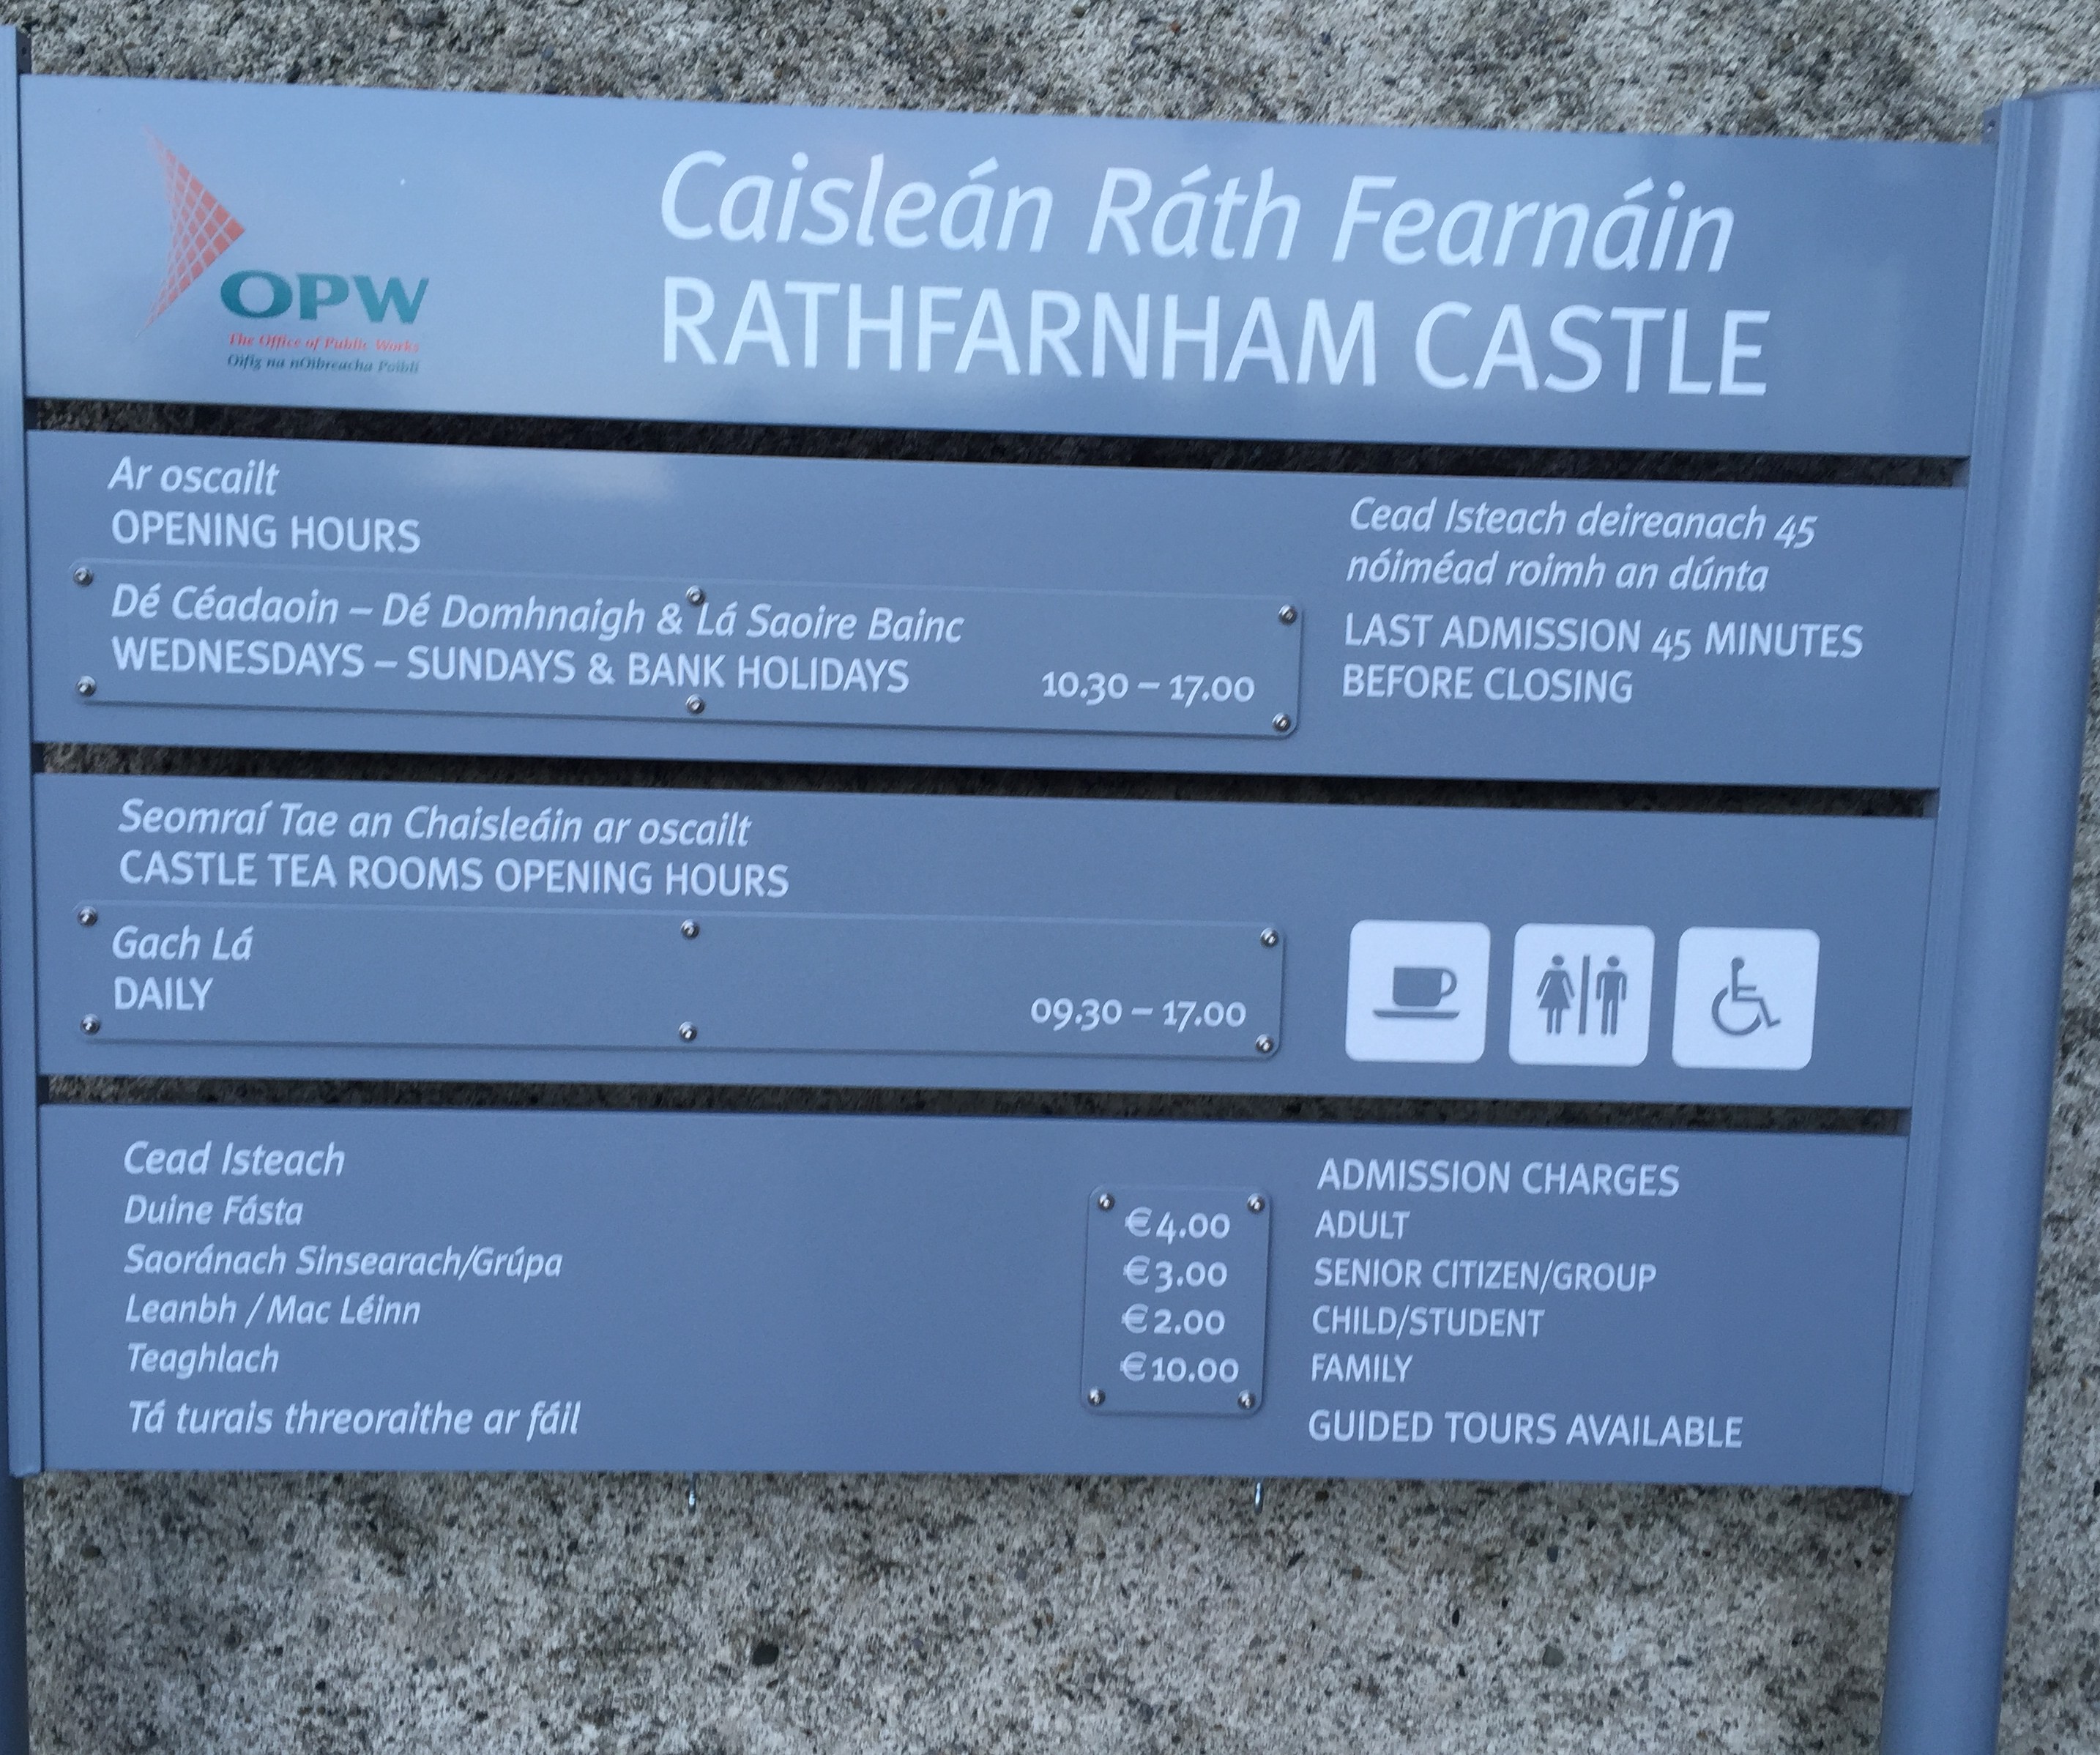 Caisleán Ráth Fearnáin
RATHFARNHAM CASTLE
OPW
The Office of Public Works
Oifig na nOibreacha Poiblí
Ar oscailt
OPENING HOURS
Dé Céadaoin – Dé Domhnaigh & Lá Saoire Bainc
WEDNESDAYS – SUNDAYS & BANK HOLIDAYS
10.30 – 17.00
Cead Isteach deireanach 45
nóiméad roimh an dúnta
LAST ADMISSION 45 MINUTES
BEFORE CLOSING
Seomraí Tae an Chaisleáin ar oscailt
CASTLE TEA ROOMS OPENING HOURS
Gach Lá
DAILY
09.30 – 17.00
Cead Isteach
ADMISSION CHARGES
Duine Fásta €4.00 ADULT
Saoránach Sinsearach/Grúpa €3.00 SENIOR CITIZEN/GROUP
Leanbh / Mac Léinn €2.00 CHILD/STUDENT
Teaghlach €10.00 FAMILY
Tá turais threoraithe ar fáil
GUIDED TOURS AVAILABLE